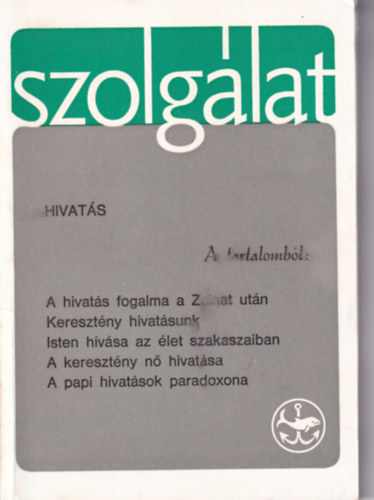 szolgálat
HIVATÁS
A tartalomból:
A hivatás fogalma a Zsinat után
Keresztény hivatásunk
Isten hívása az élet szakaszaiban
A keresztény nő hivatása
A papi hivatások paradoxona